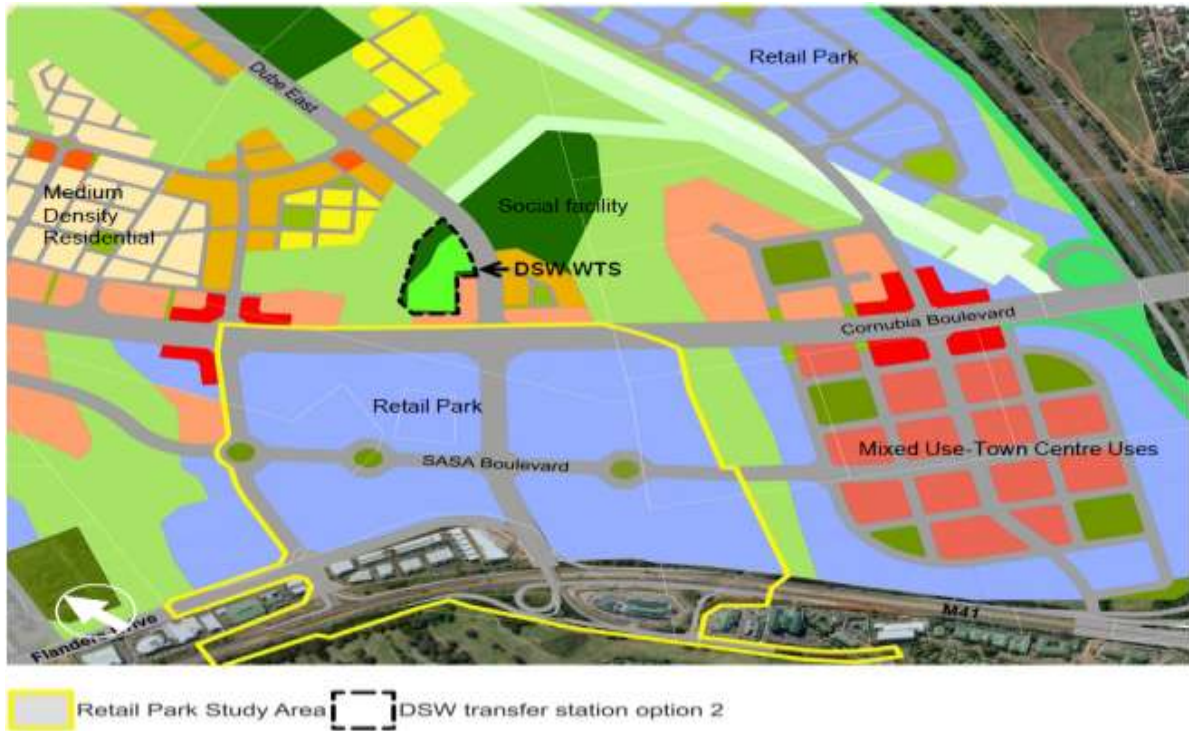 Retail Park
Dube East
Medium
Density
Residential
Social facility
DSW WTS
Cornubia Boulevard
Retail Park
SASA Boulevard
Mixed Use-Town Centre Uses
M41
Flanders Drive
Retail Park Study Area
DSW transfer station option 2